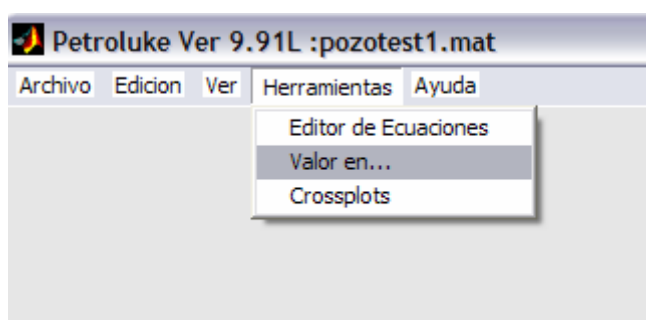 Petroluke Ver 9.91L :pozotest1.mat
Archivo Edicion Ver Herramientas Ayuda
Editor de Ecuaciones
Valor en...
Crossplots